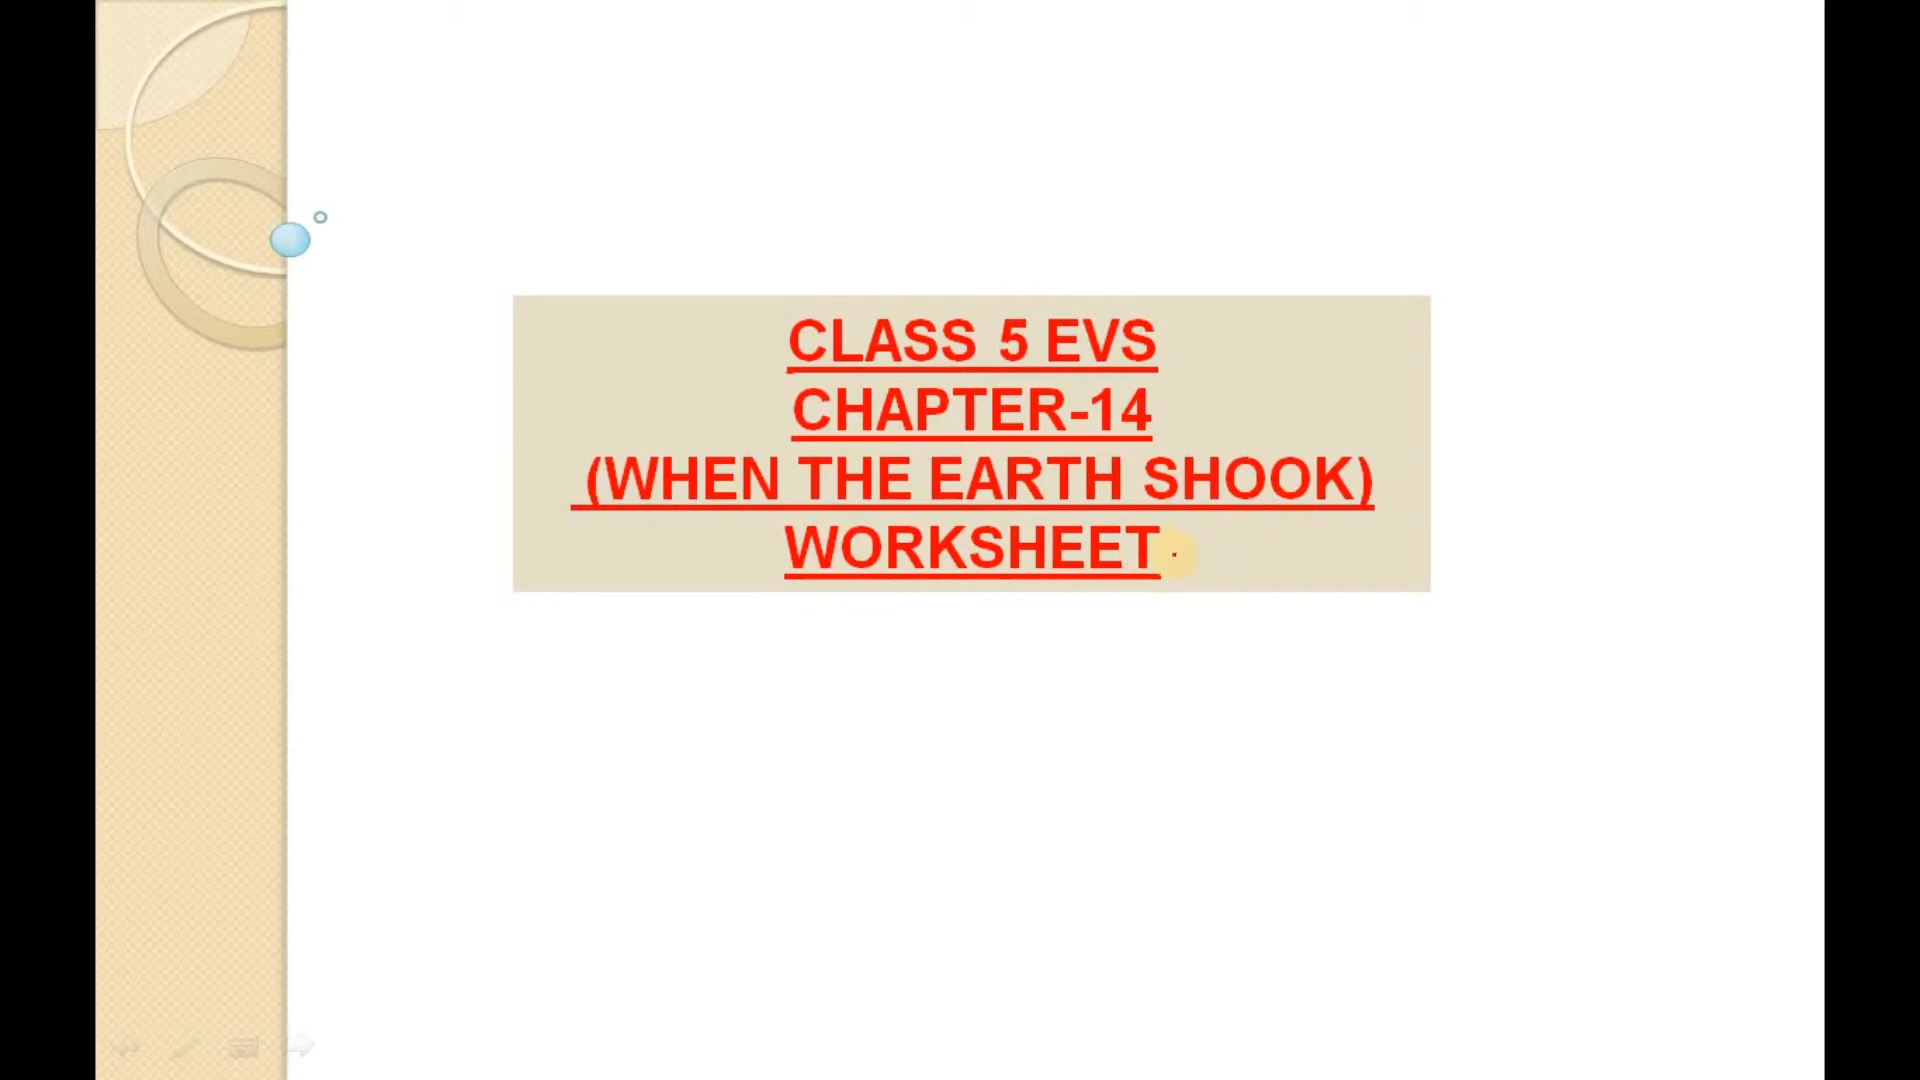 CLASS 5 EVS
CHAPTER-14
(WHEN THE EARTH SHOOK)
WORKSHEET